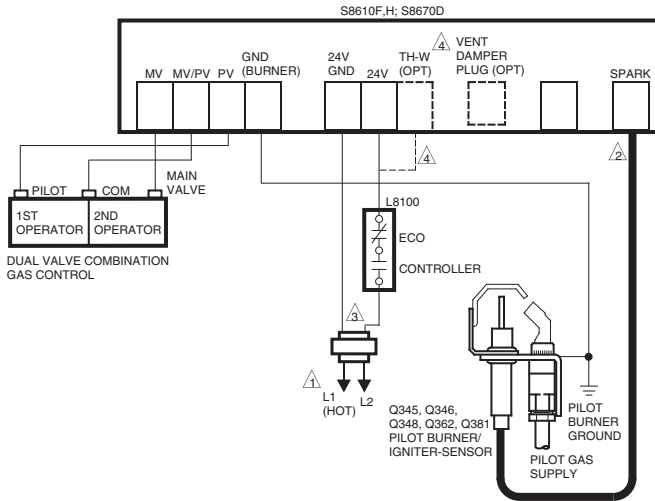 S8610F,H; S8670D
MV
MV/PV
PV
GND
(BURNER)
24V
GND
24V
TH-W
(OPT)
4
VENT
DAMPER
PLUG (OPT)
SPARK
2
4
PILOT
COM
MAIN
VALVE
1ST
OPERATOR
2ND
OPERATOR
DUAL VALVE COMBINATION
GAS CONTROL
L8100
ECO
CONTROLLER
3
1
L1
(HOT)
L2
Q345, Q346,
Q348, Q362, Q381
PILOT BURNER/
IGNITER-SENSOR
PILOT GAS
SUPPLY
PILOT
BURNER
GROUND